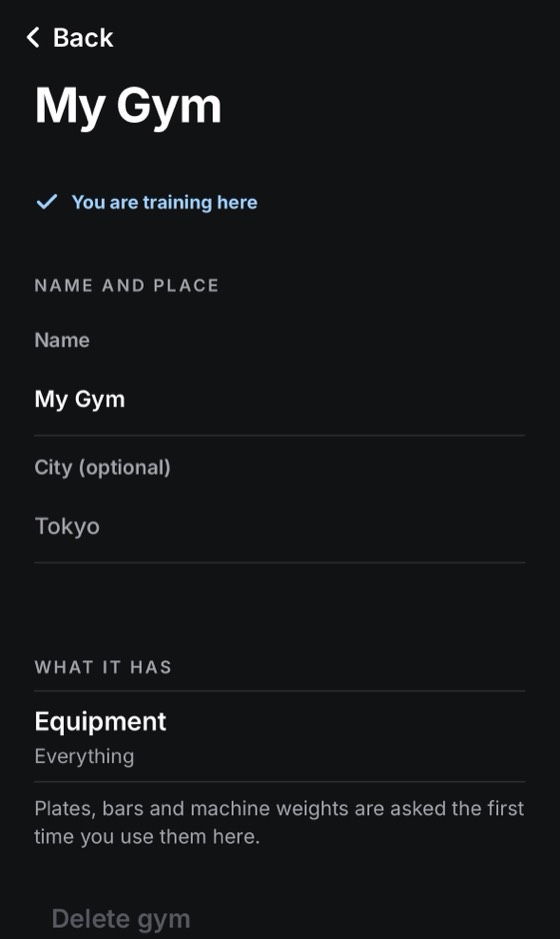 Back
My Gym
You are training here
NAME AND PLACE
Name
My Gym
City (optional)
Tokyo
WHAT IT HAS
Equipment
Everything
Plates, bars and machine weights are asked the first
time you use them here.
Delete gym